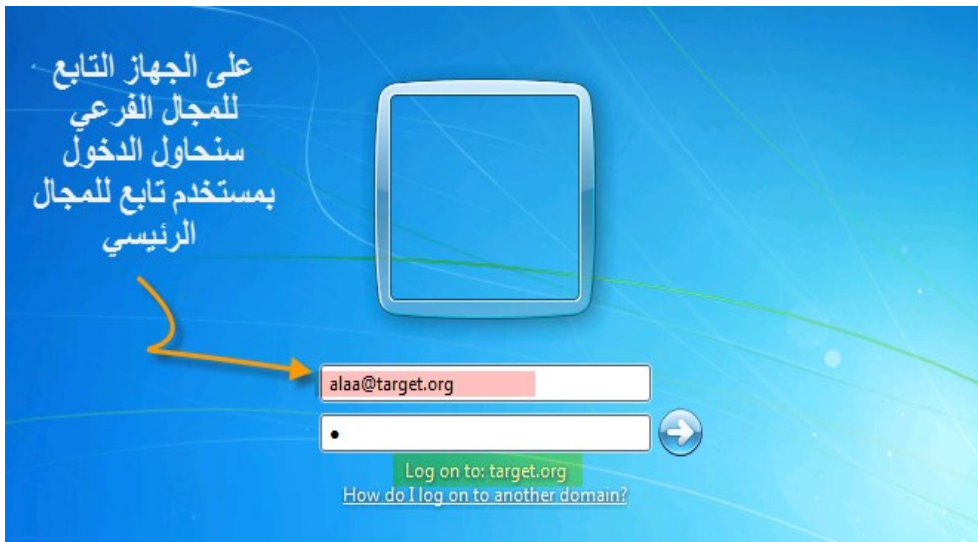 على الجهاز التابع
للمجال الفرعي
سنحاول الدخول
بمستخدم تابع للمجال
الرئيسي
alaa@target.org
Log on to: target.org
How do I log on to another domain?